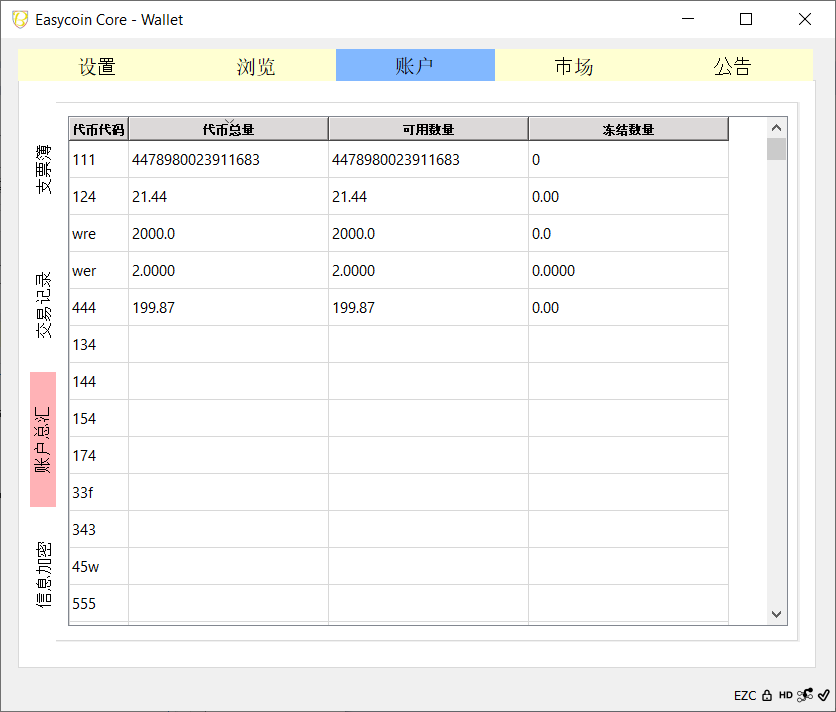 Easycoin Core - Wallet
设置 浏览 账户 市场 公告
支票簿
交易记录
账户总汇
信息加密
代币代码 代币总量 可用数量 冻结数量
111 4478980023911683 4478980023911683 0
124 21.44 21.44 0.00
wre 2000.0 2000.0 0.0
wer 2.0000 2.0000 0.0000
444 199.87 199.87 0.00
134
144
154
174
33f
343
45w
555
EZC HD